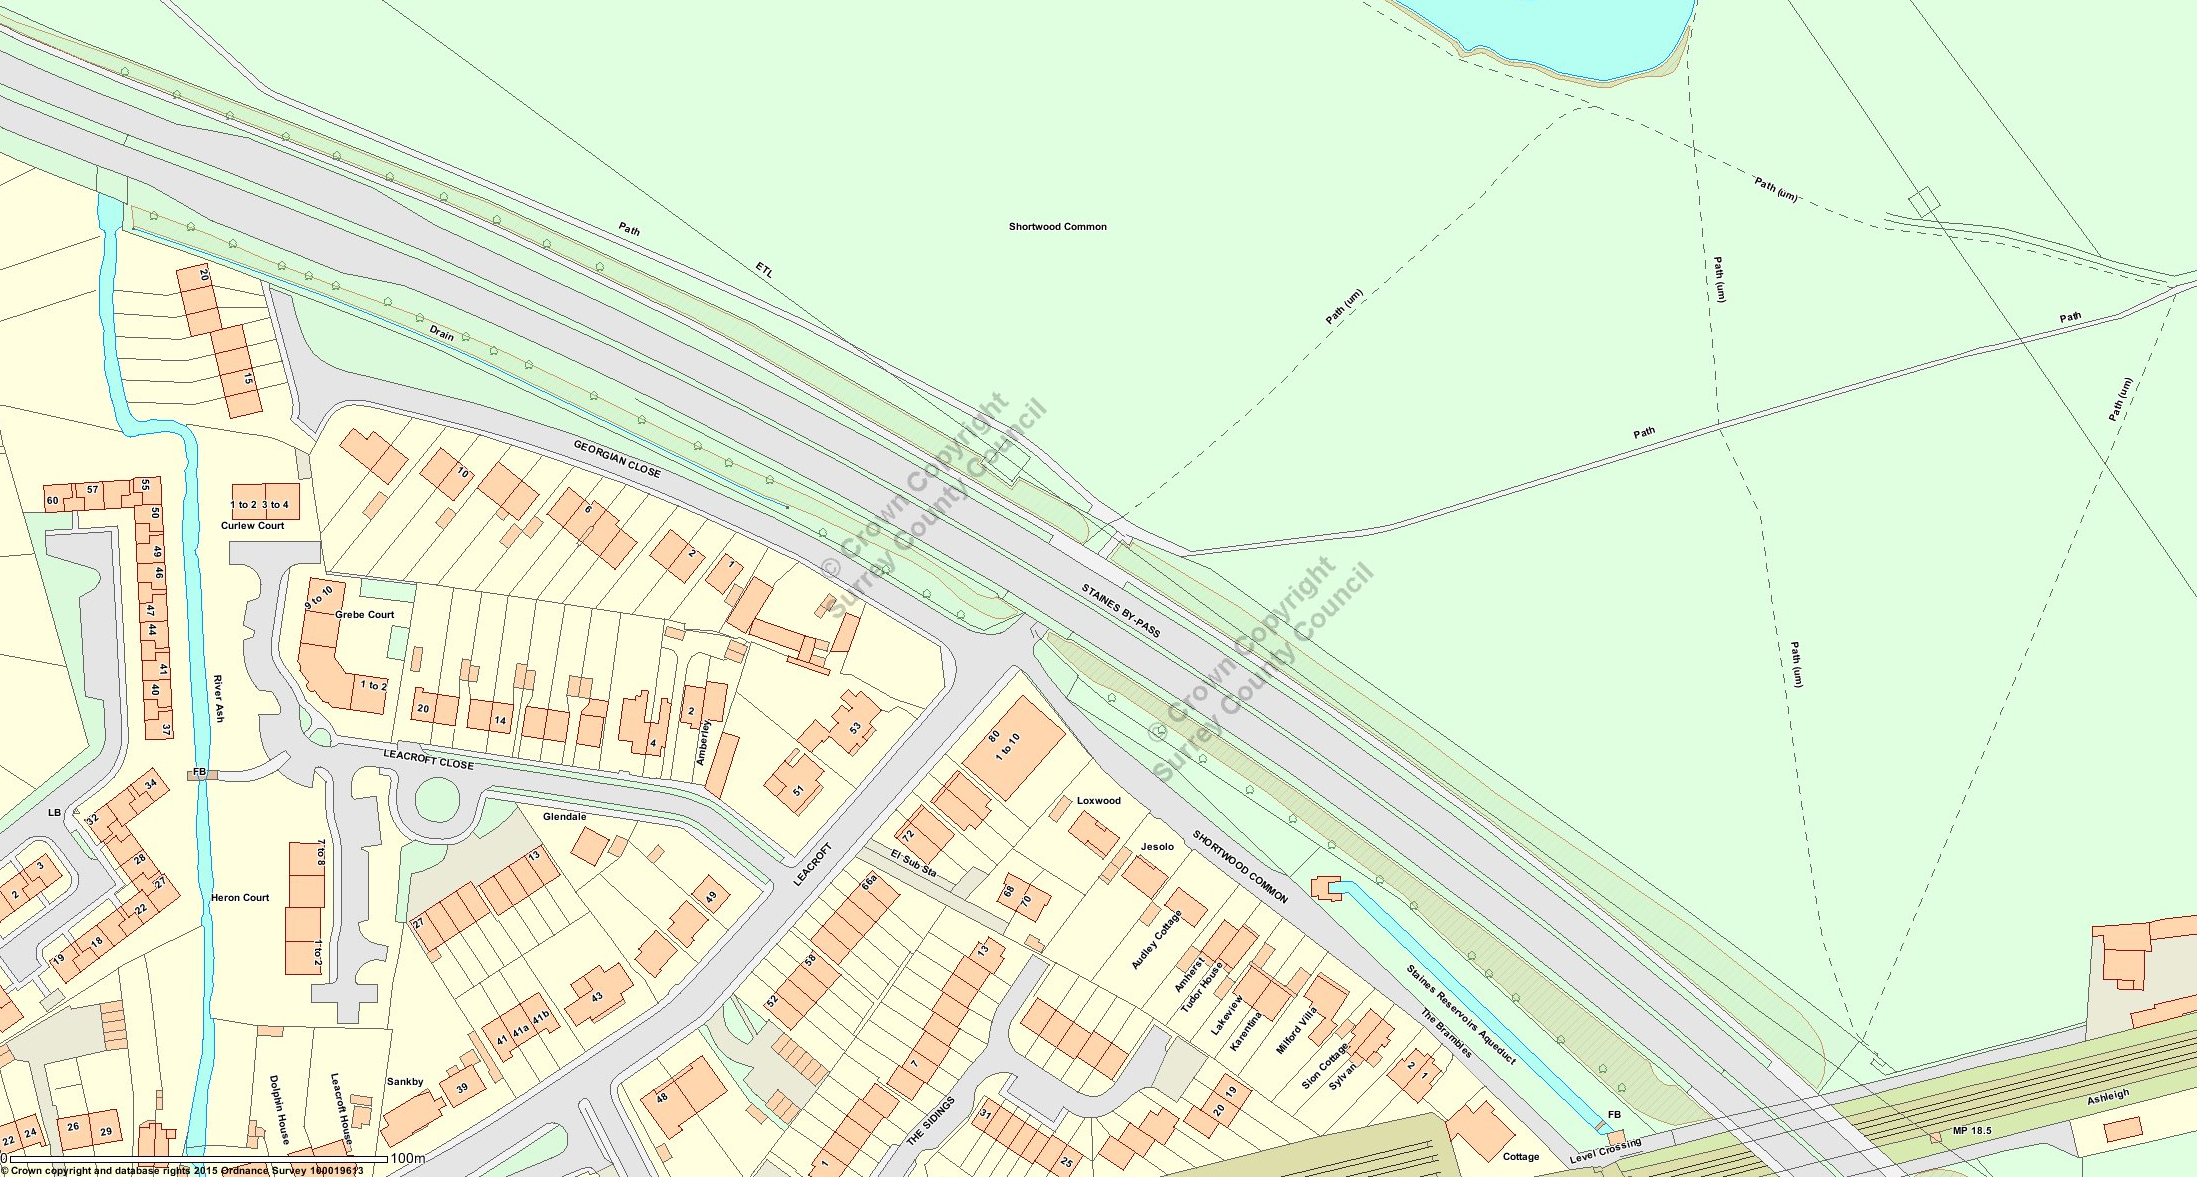 Path (um)
Path
Shortwood Common
ETL
Path (um)
20
Path (um)
Path
Drain
15
Path (um)
Path
GEORGIAN CLOSE
© Crown Copyright
Surrey County Council
60
57
55
10
1 to 2
3 to 4
Curlew Court
50
6
49
46
2
1
47
44
9 to 10
Grebe Court
STAINES BY-PASS
© Crown Copyright
Surrey County Council
41
40
37
River Ash
1 to 2
20
14
2
4
Amberley
53
Path (um)
80
1 to 10
LEACROFT CLOSE
FB
34
51
LB
32
Glendale
Loxwood
72
Jesolo
SHORTWOOD COMMON
28
27
22
18
19
3
2
7 to 8
Heron Court
1 to 2
13
27
LEACROFT
El Sub Sta
66a
49
68
70
Audley Cottage
58
52
13
43
41
41a
41b
Amherst
Tudor House
Lakeview
Karentina
Milford Villa
Sion Cottage
Sylvan
2
1
Staines Reservoirs Aqueduct
The Brambles
Sankby
39
Dolphin House
Leacroft House
48
7
19
20
31
THE SIDINGS
25
1
FB
Level Crossing
Cottage
Ashleigh
MP 18.5
26
29
22
24
0
100m
© Crown copyright and database rights 2015 Ordnance Survey 100019613